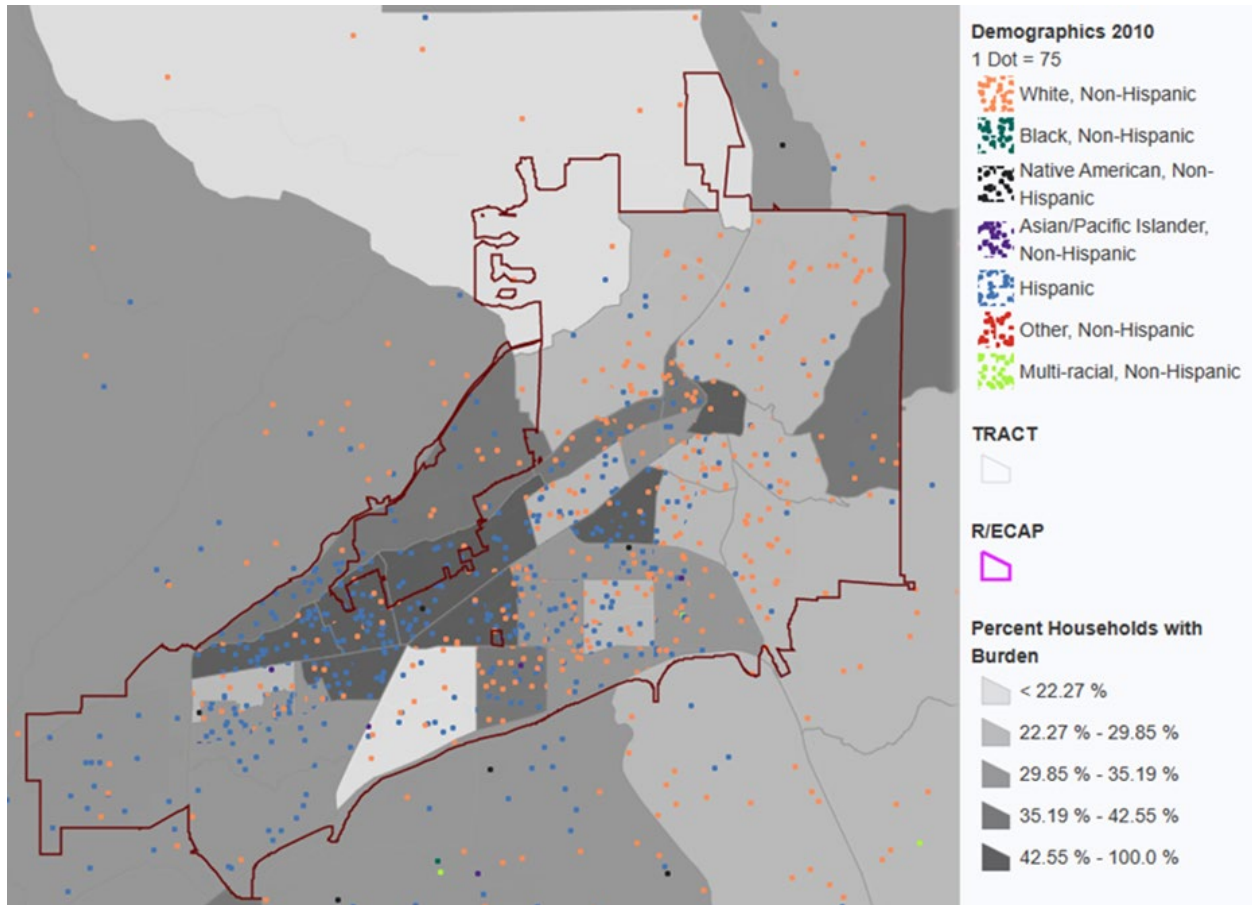 Demographics 2010
1 Dot = 75
White, Non-Hispanic
Black, Non-Hispanic
Native American, Non-
Hispanic
Asian/Pacific Islander,
Non-Hispanic
Hispanic
Other, Non-Hispanic
Multi-racial, Non-Hispanic
TRACT
R/ECAP
Percent Households with
Burden
< 22.27 %
22.27 % - 29.85 %
29.85 % - 35.19 %
35.19 % - 42.55 %
42.55 % - 100.0 %